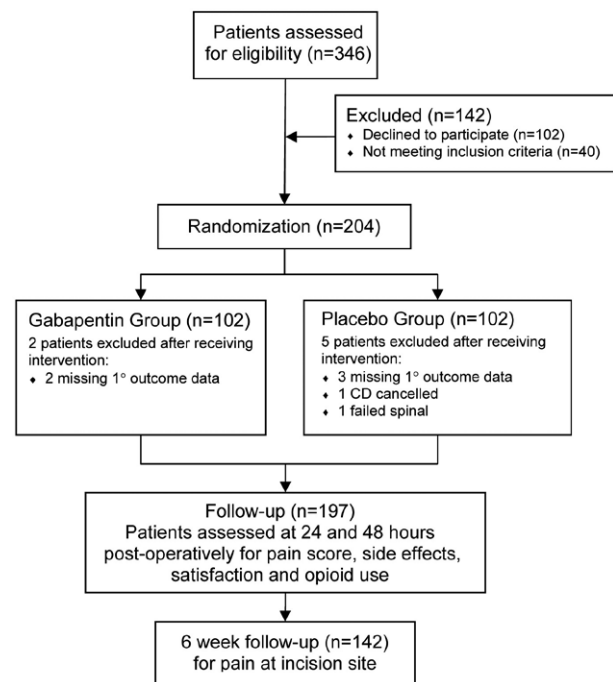 Patients assessed
for eligibility (n=346)
Excluded (n=142)
♦ Declined to participate (n=102)
♦ Not meeting inclusion criteria (n=40)
Randomization (n=204)
Gabapentin Group (n=102)
2 patients excluded after receiving
intervention:
♦ 2 missing 1° outcome data
Placebo Group (n=102)
5 patients excluded after receiving
intervention:
♦ 3 missing 1° outcome data
♦ 1 CD cancelled
♦ 1 failed spinal
Follow-up (n=197)
Patients assessed at 24 and 48 hours
post-operatively for pain score, side effects,
satisfaction and opioid use
6 week follow-up (n=142)
for pain at incision site